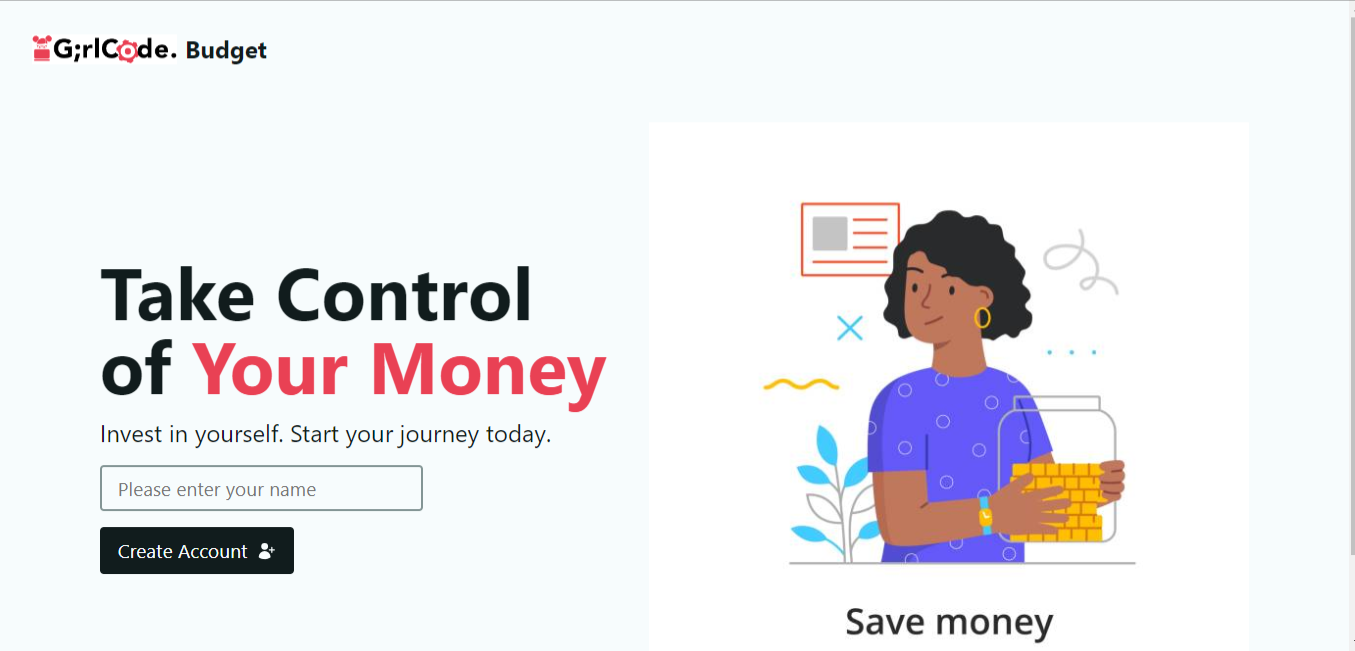 G;rlCode. Budget
Take Control
of Your Money
Invest in yourself. Start your journey today.
Please enter your name
Create Account
Save money